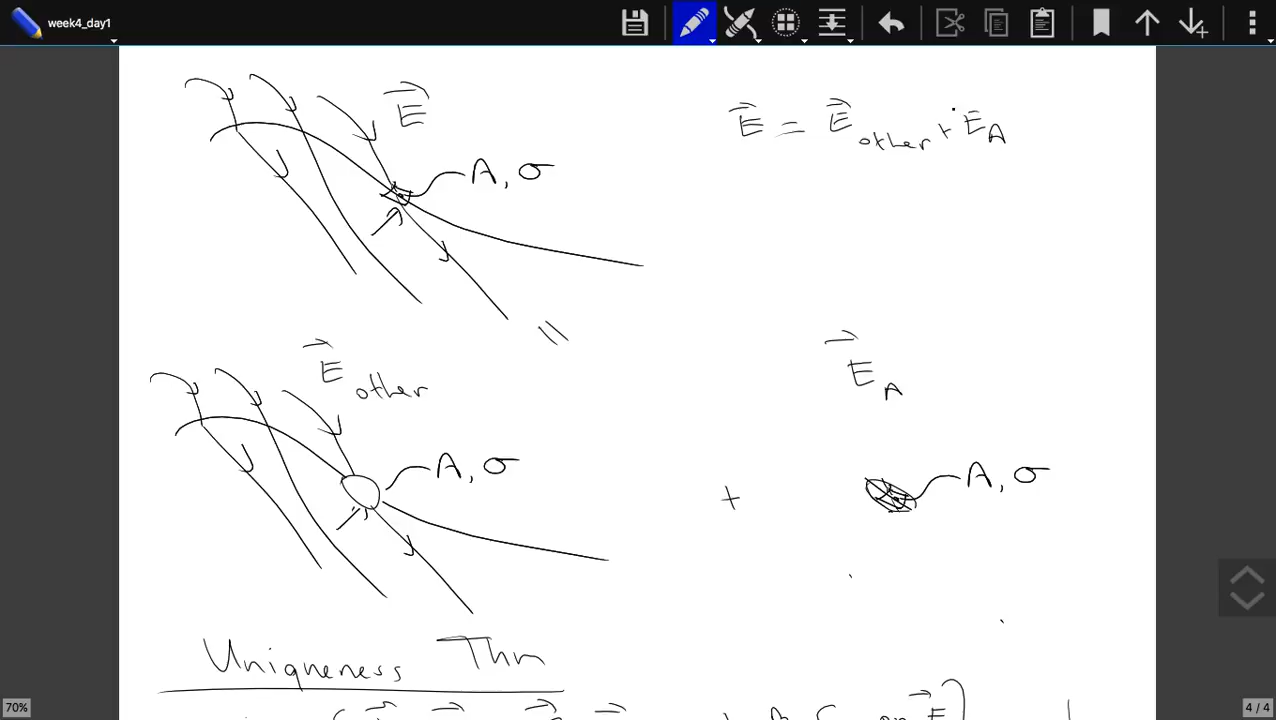 week4_day1
E
E = E other + E A
A, σ
E other
E A
A, σ
+
A, σ
Uniqueness Thm
70%
4 / 4